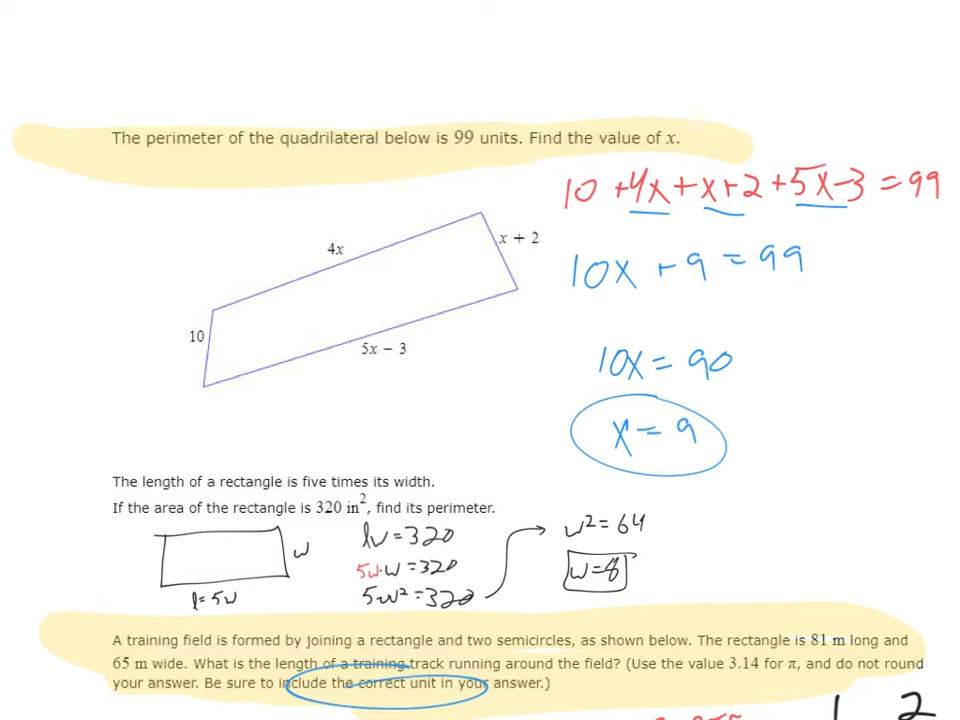 The perimeter of the quadrilateral below is 99 units. Find the value of x.
10 +4x+x+2+5x-3=99
4x
x + 2
10x + 9 = 99
10
5x − 3
10x = 90
x = 9
The length of a rectangle is five times its width.
If the area of the rectangle is 320 in², find its perimeter.
w
l=5w
lw=320
5w·w=320
5w²=320
w²=64
w=8
A training field is formed by joining a rectangle and two semicircles, as shown below. The rectangle is 81 m long and
65 m wide. What is the length of a training track running around the field? (Use the value 3.14 for π, and do not round
your answer. Be sure to include the correct unit in your answer.)